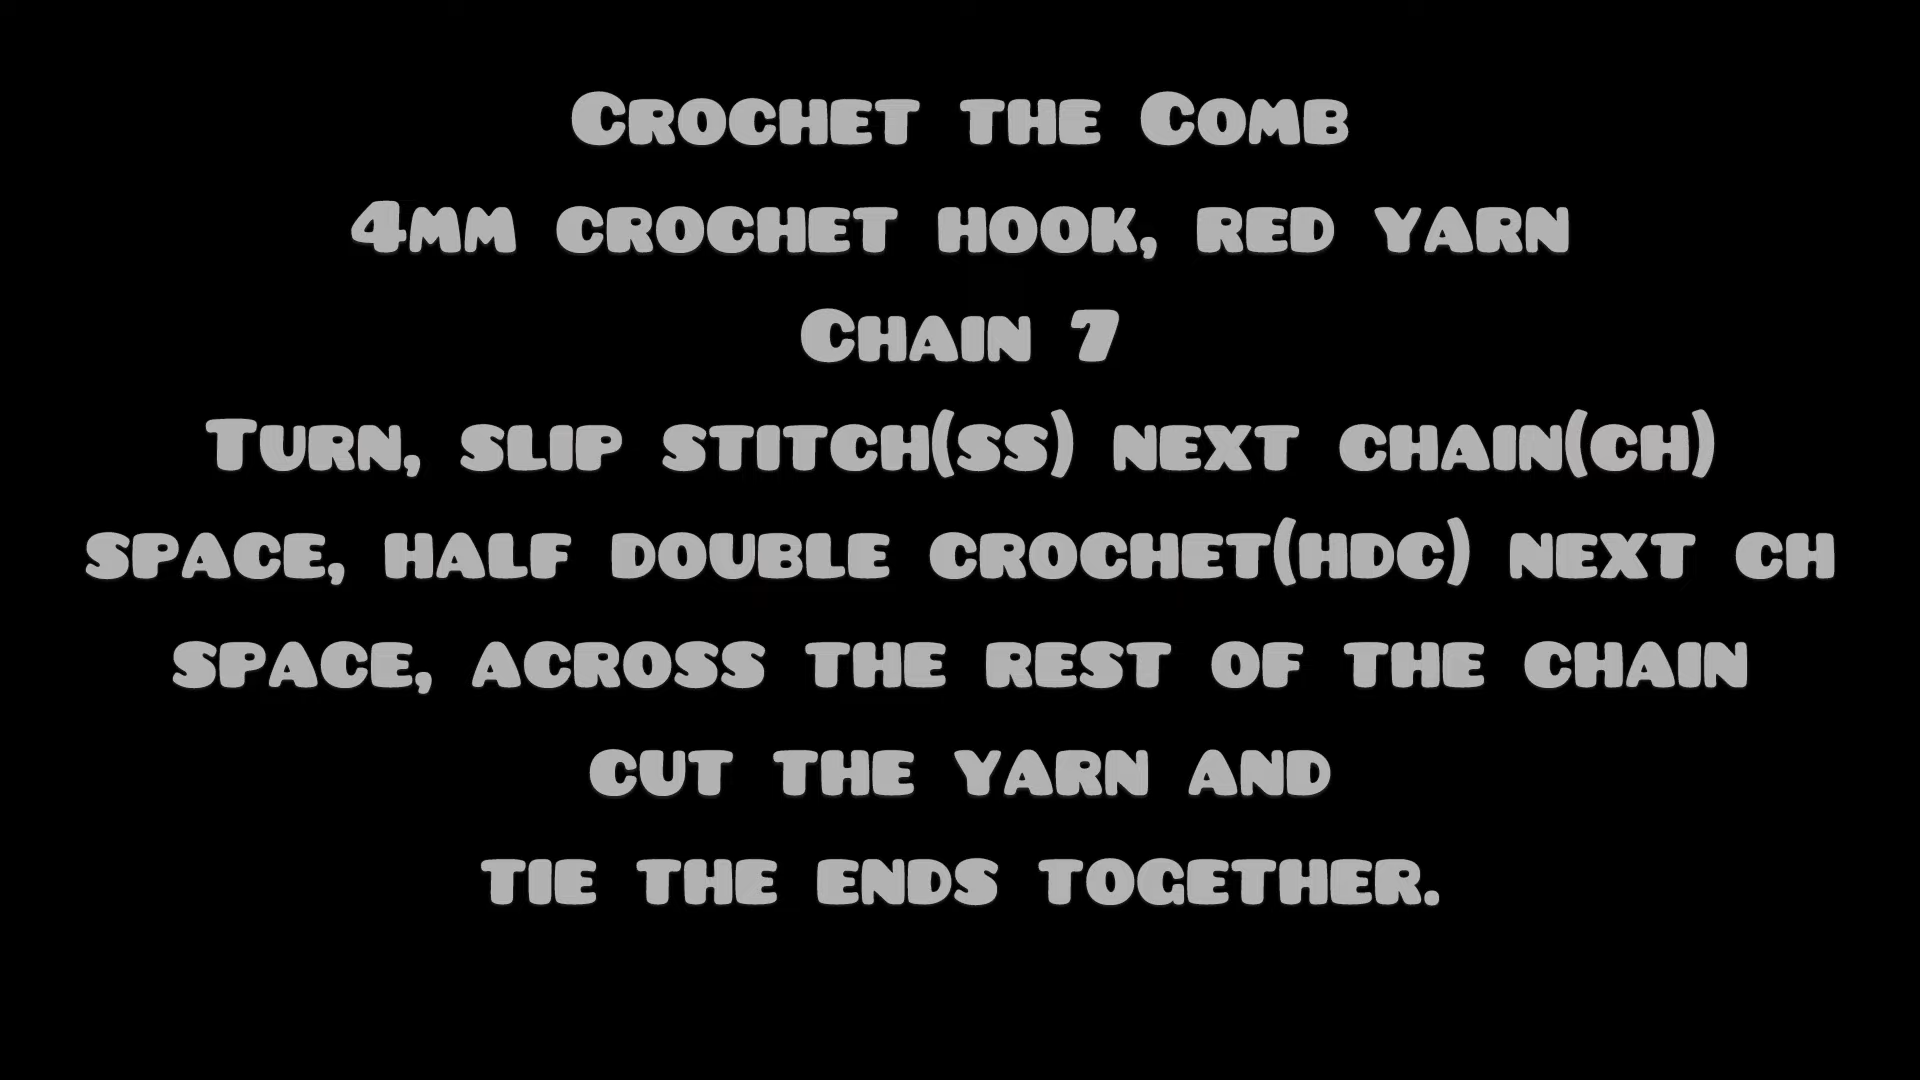 Crochet the Comb
4mm crochet hook, red yarn
Chain 7
Turn, slip stitch(ss) next chain(ch)
space, half double crochet(hdc) next ch
space, across the rest of the chain
cut the yarn and
tie the ends together.